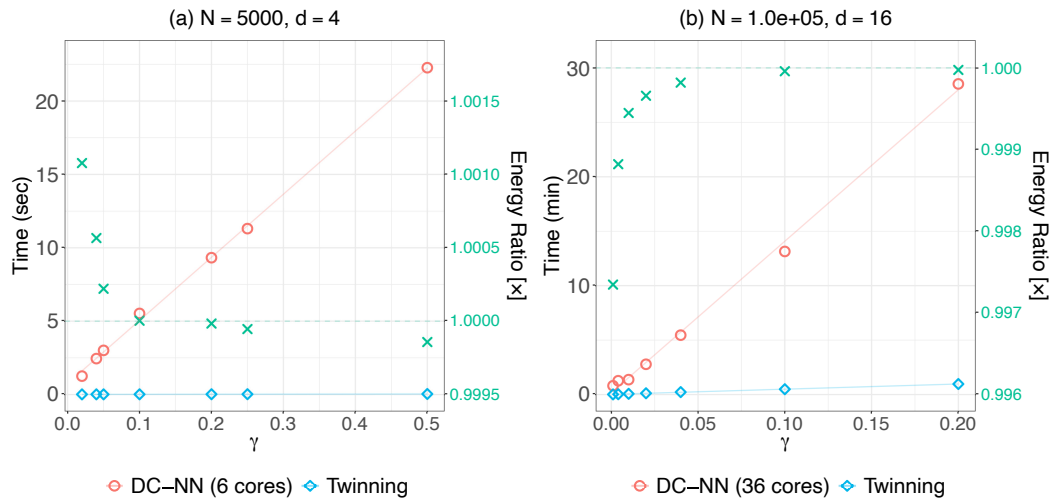 (a) N = 5000, d = 4
Time (sec)
20
15
10
5
0
1.0015
1.0010
1.0005
1.0000
0.9995
Energy Ratio [×]
0.0 0.1 0.2 0.3 0.4 0.5
γ
DC−NN (6 cores) Twinning
(b) N = 1.0e+05, d = 16
Time (min)
30
20
10
0
1.000
0.999
0.998
0.997
0.996
Energy Ratio [×]
0.00 0.05 0.10 0.15 0.20
γ
DC−NN (36 cores) Twinning